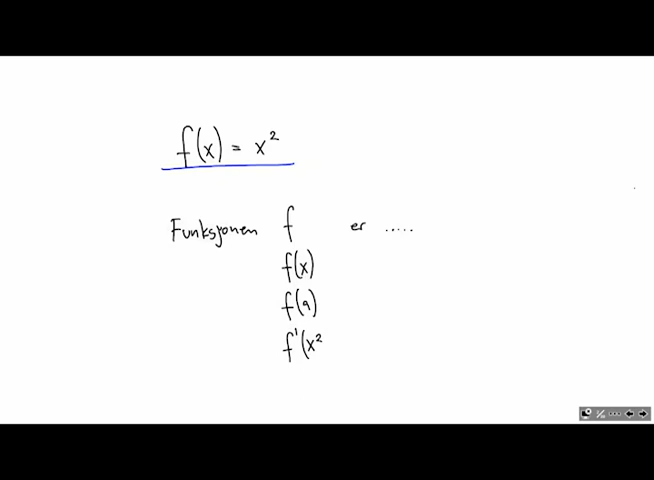 f(x) = x²
Funksjonen f er .....
f(x)
f(a)
f'(x²